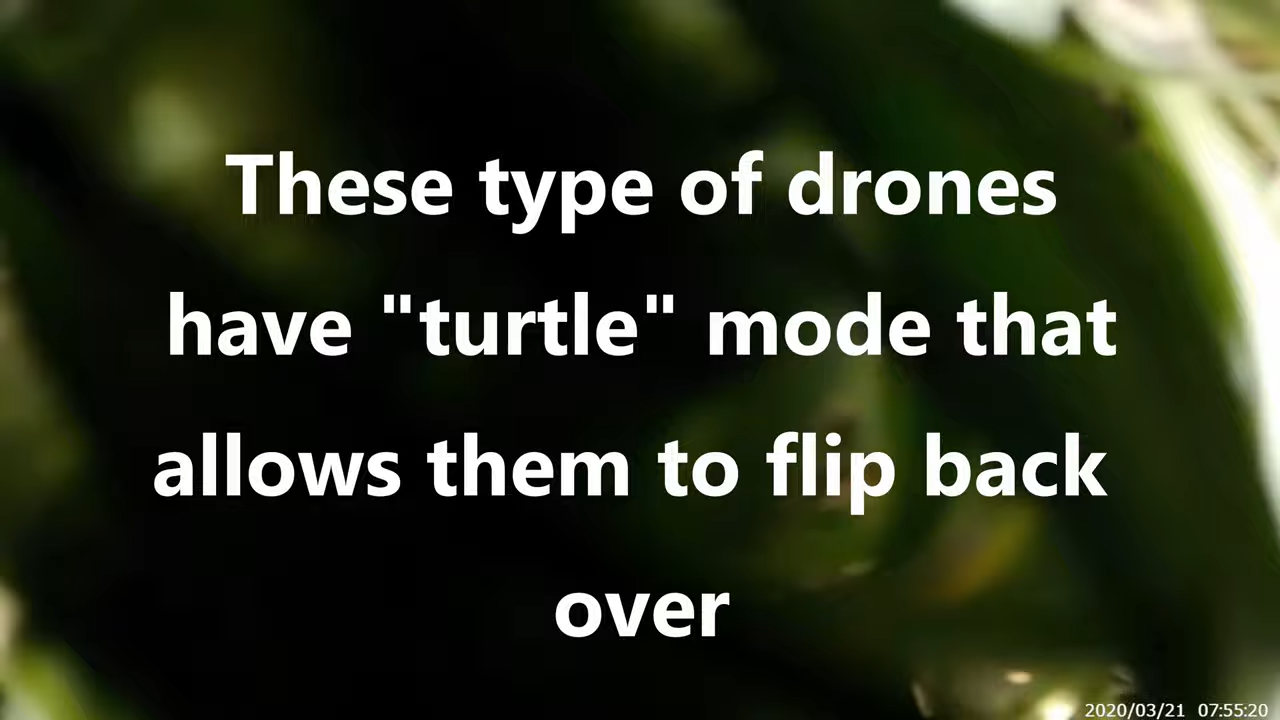 These type of drones
have "turtle" mode that
allows them to flip back
over
2020/03/21 07:55:20